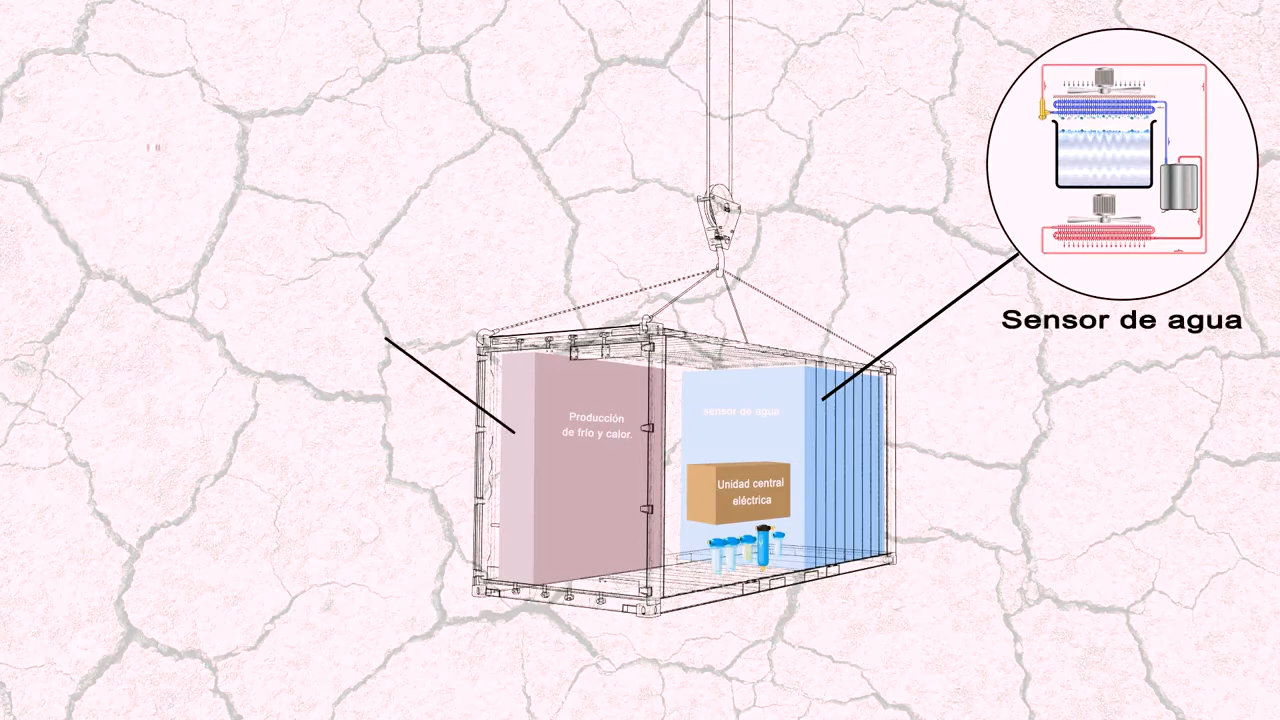 Sensor de agua
Producción
de frío y calor.
sensor de agua
Unidad central
eléctrica